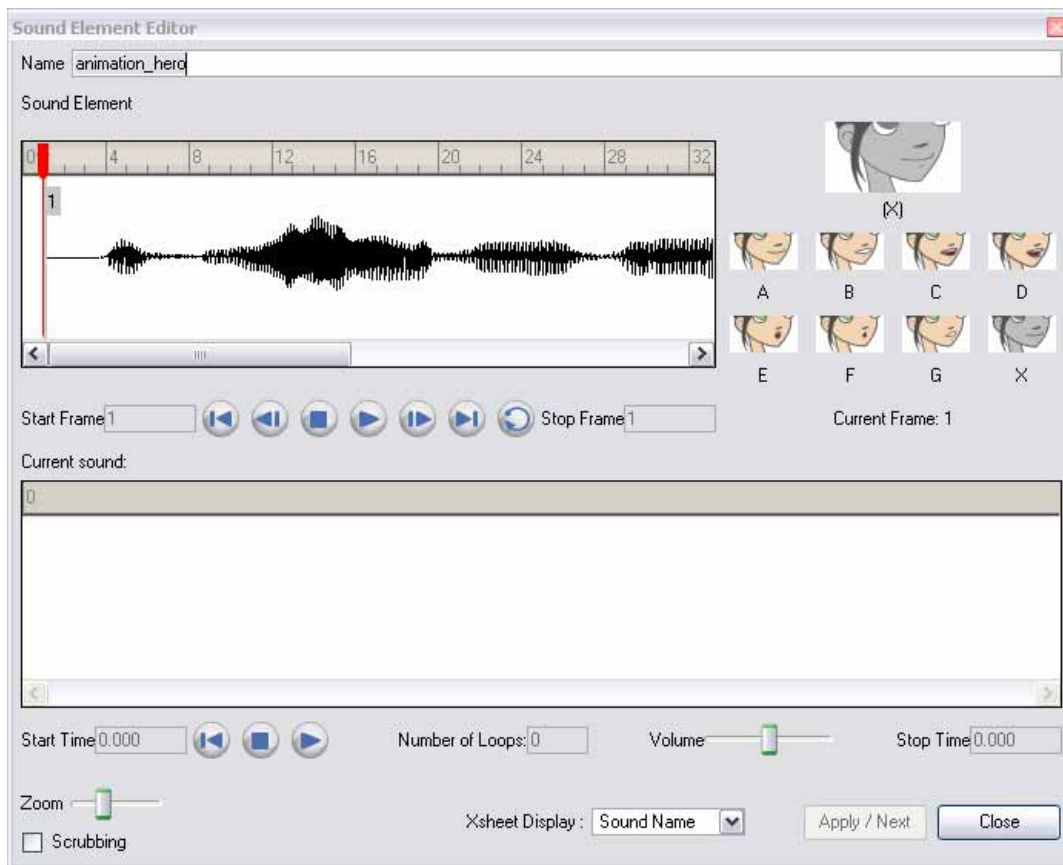 Sound Element Editor
Name animation_hero
Sound Element
0 4 8 12 16 20 24 28 32
1
(X)
A B C D
E F G X
Start Frame 1 Stop Frame 1 Current Frame: 1
Current sound:
0
Start Time 0.000 Number of Loops: 0 Volume Stop Time 0.000
Zoom
Xsheet Display : Sound Name Apply / Next Close
Scrubbing